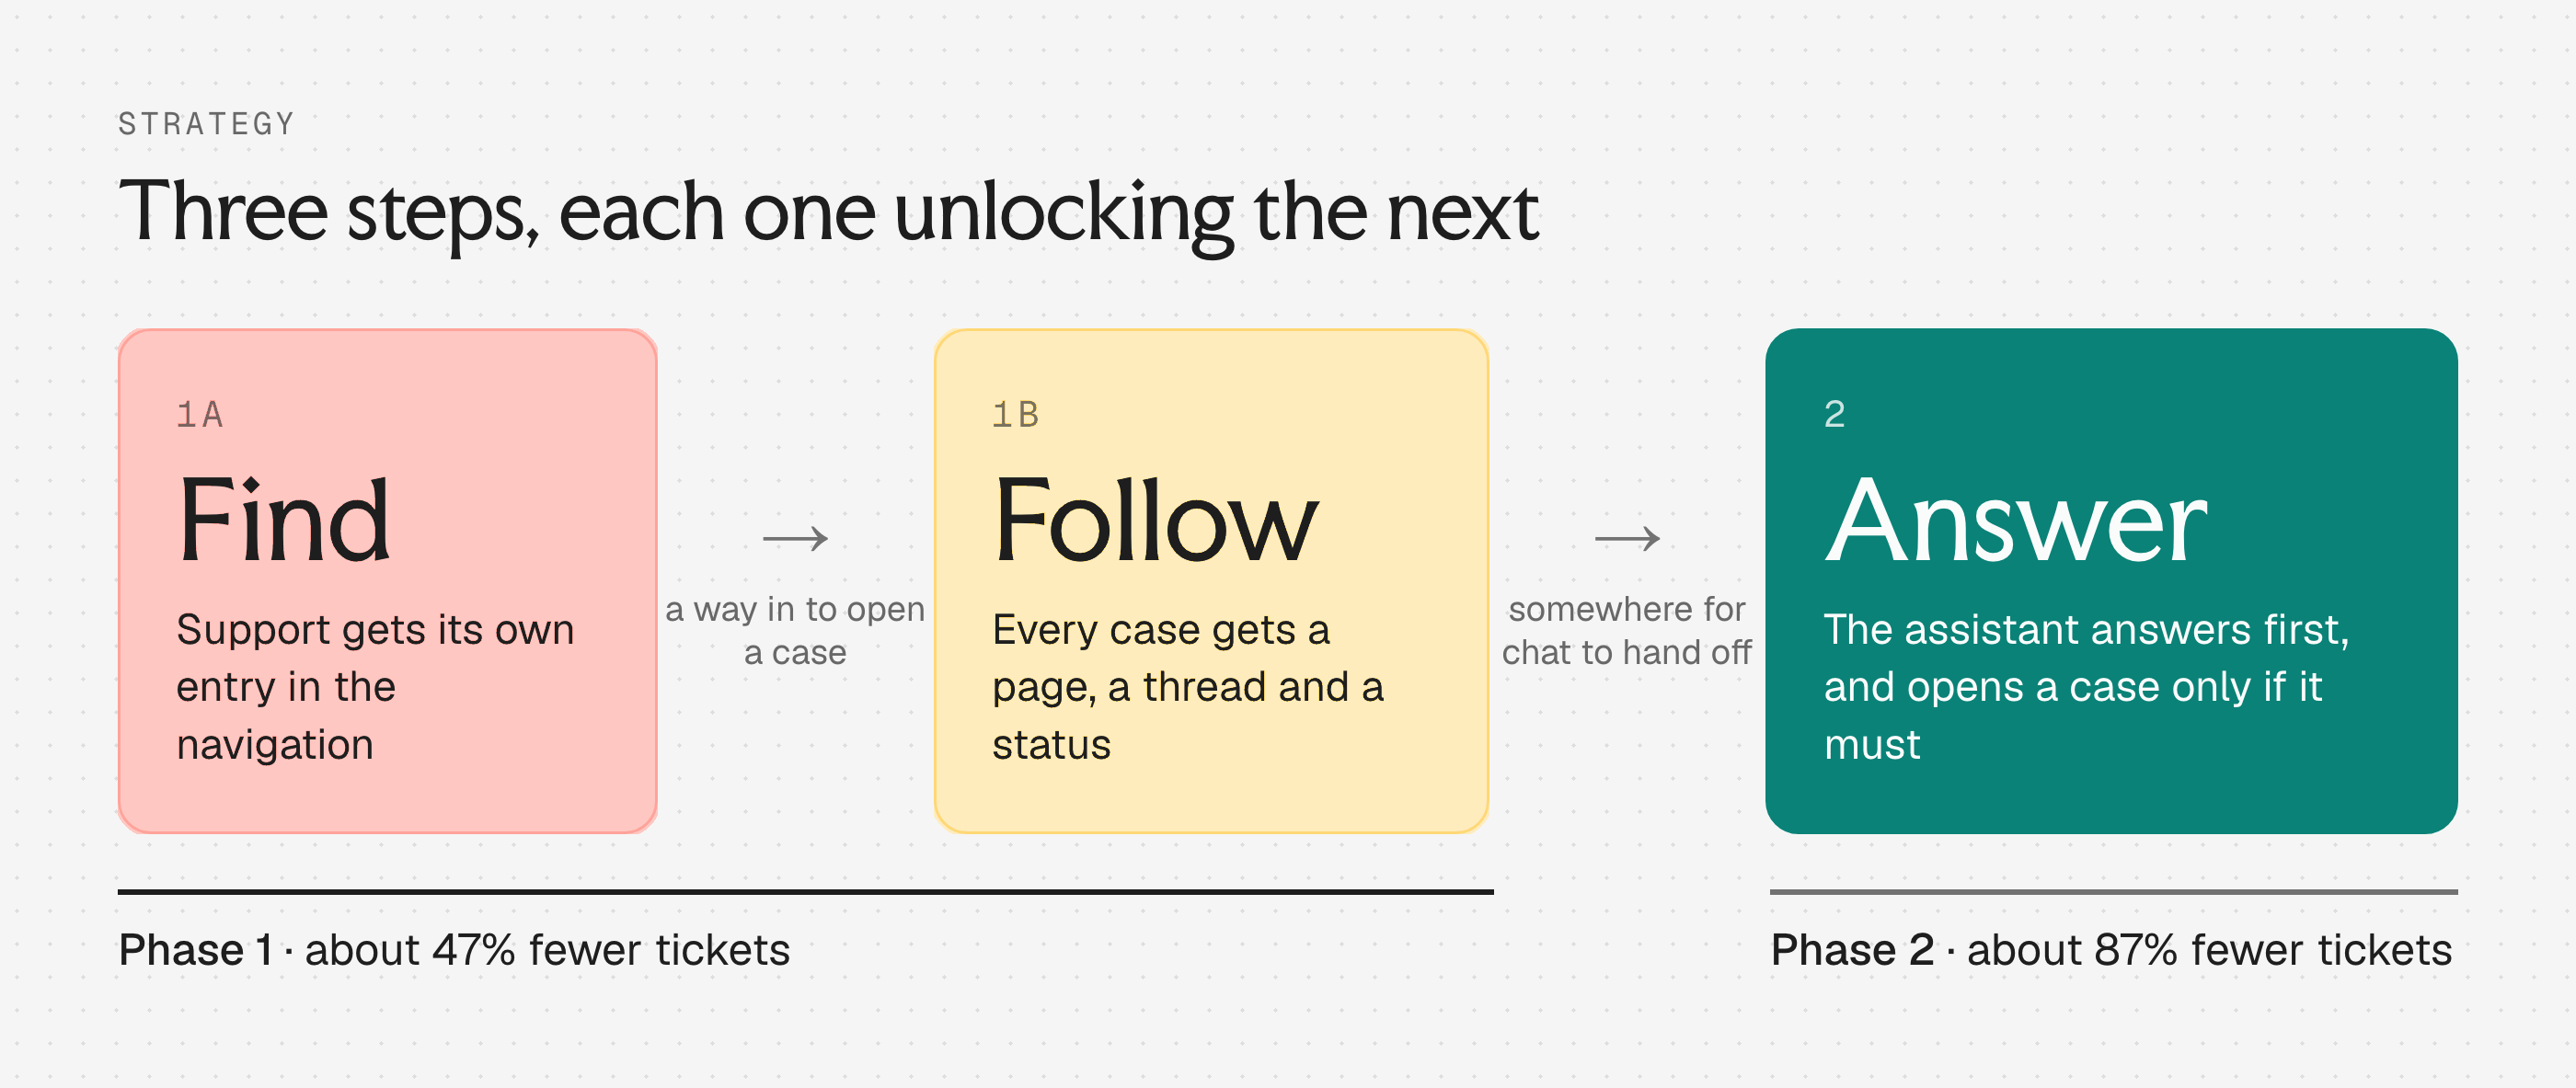 STRATEGY
Three steps, each one unlocking the next
1A
Find
Support gets its own
entry in the
navigation
→
a way in to open
a case
1B
Follow
Every case gets a
page, a thread and a
status
→
somewhere for
chat to hand off
2
Answer
The assistant answers first,
and opens a case only if it
must
Phase 1 · about 47% fewer tickets
Phase 2 · about 87% fewer tickets